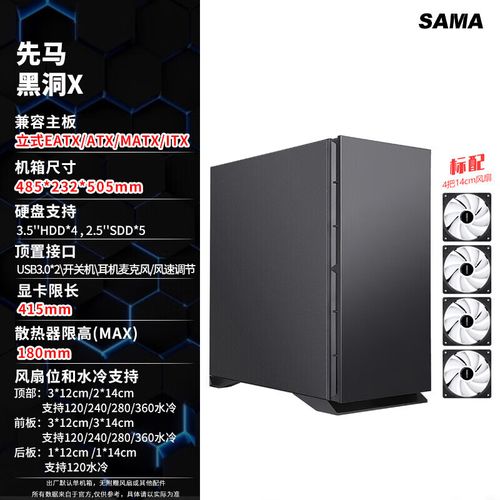 SAMA
先马
黑洞X
兼容主板
立式EATX/ATX/MATX/ITX
机箱尺寸
485*232*505mm
硬盘支持
3.5''HDD*4 , 2.5''SDD*5
顶置接口
USB3.0*2\开关机\耳机麦克风/风速调节
显卡限长
415mm
散热器限高(MAX)
180mm
风扇位和水冷支持
顶部：3*12cm/2*14cm
支持120/240/280/360水冷
前板：3*12cm/3*14cm
支持120/240/280/360水冷
后板：1*12cm /1*14cm
支持120水冷
出厂默认单机箱，无附赠风扇或其他配件
所有数据来自于官方,仅供参考，具体请以实际为准
标配
4把14cm风扇